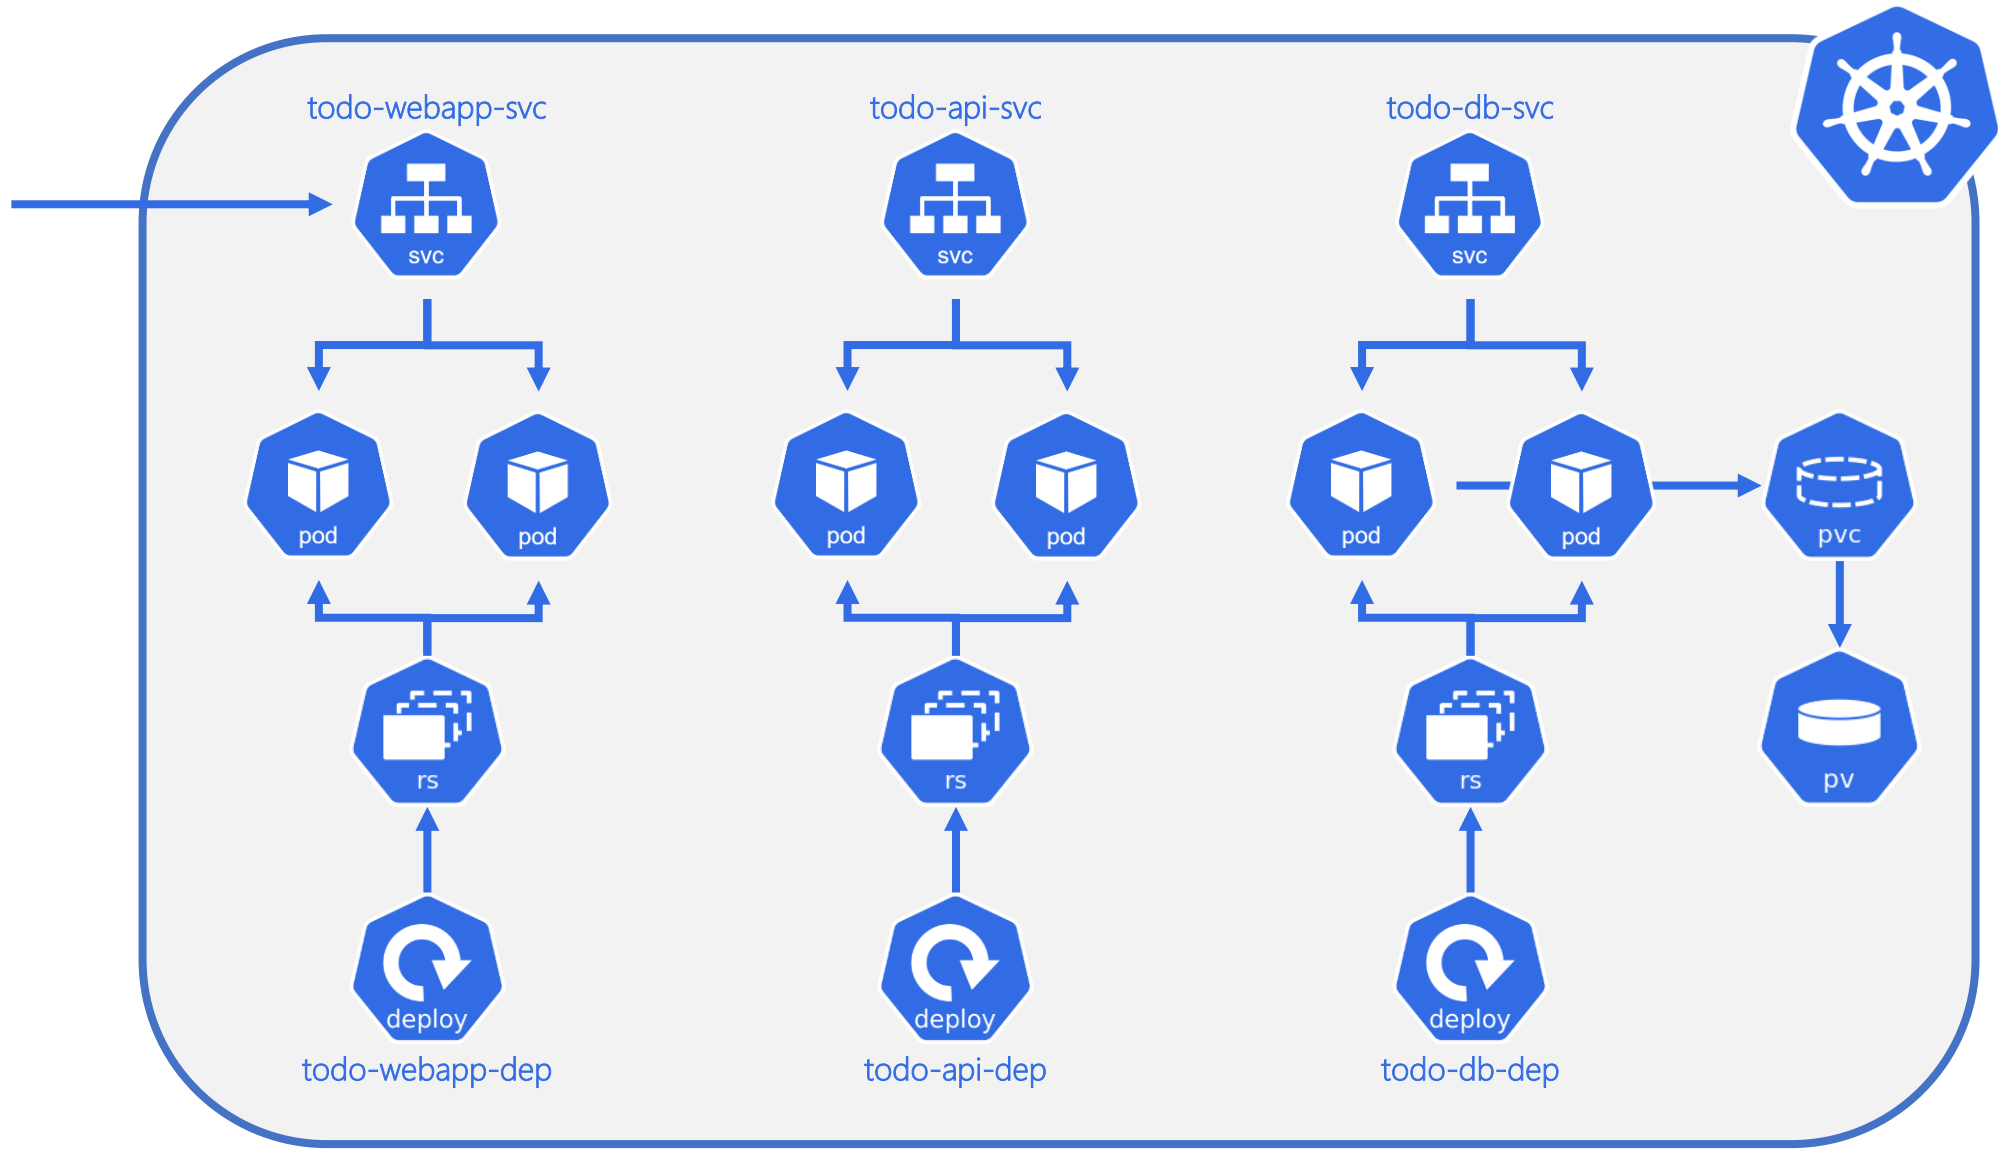 todo-webapp-svc
todo-api-svc
todo-db-svc
svc
svc
svc
pod
pod
pod
pod
pod
pod
pvc
rs
rs
rs
pv
deploy
deploy
deploy
todo-webapp-dep
todo-api-dep
todo-db-dep